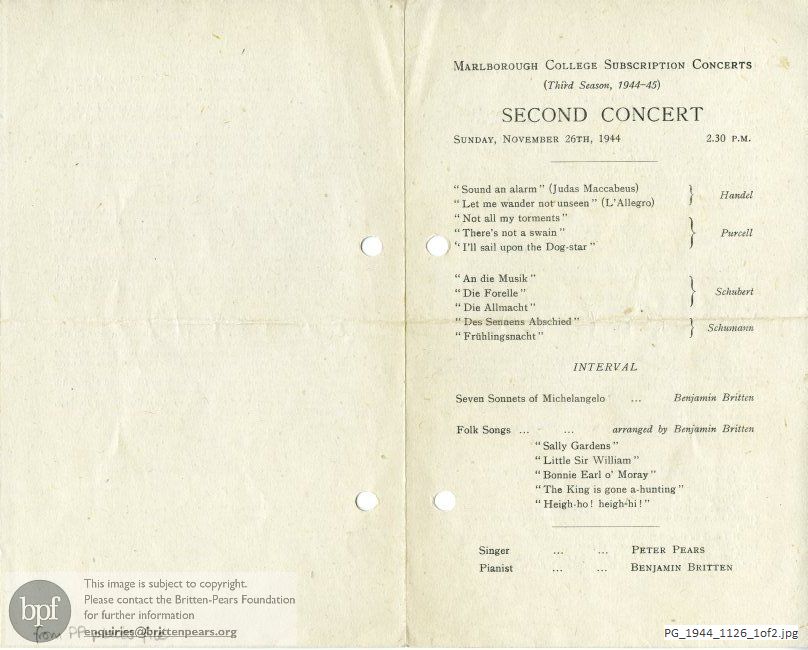 MARLBOROUGH COLLEGE SUBSCRIPTION CONCERTS
(Third Season, 1944-45)
SECOND CONCERT
SUNDAY, NOVEMBER 26TH, 1944 2.30 P.M.
"Sound an alarm" (Judas Maccabeus)
"Let me wander not unseen" (L'Allegro)
Handel
"Not all my torments"
"There's not a swain"
"I'll sail upon the Dog-star"
Purcell
"An die Musik"
"Die Forelle"
"Die Allmacht"
Schubert
"Des Sennens Abschied"
"Frühlingsnacht"
Schumann
INTERVAL
Seven Sonnets of Michelangelo ... Benjamin Britten
Folk Songs ... ... arranged by Benjamin Britten
"Sally Gardens"
"Little Sir William"
"Bonnie Earl o' Moray"
"The King is gone a-hunting"
"Heigh-ho! heigh-hi!"
Singer ... ... PETER PEARS
Pianist ... ... BENJAMIN BRITTEN
bpf
This image is subject to copyright.
Please contact the Britten-Pears Foundation
for further information
enquiries@brittenpears.org
from PP
PG_1944_1126_1of2.jpg